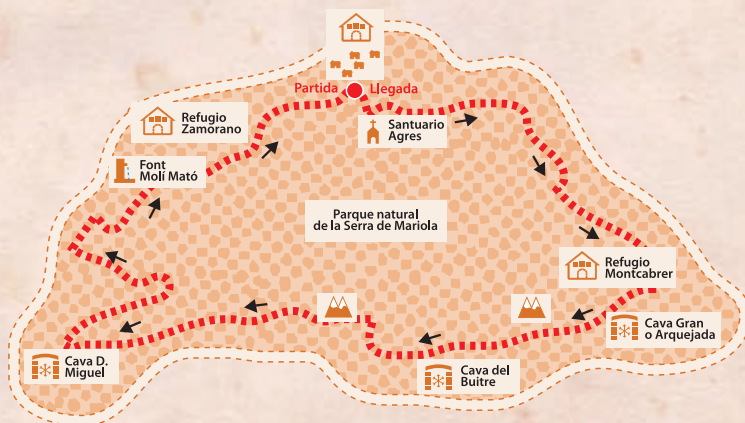 Partida
Llegada
Santuario
Agres
Refugio
Zamorano
Font
Molí Mató
Parque natural
de la Serra de Mariola
Refugio
Montcabrer
Cava Gran
o Arquejada
Cava del
Buitre
Cava D.
Miguel